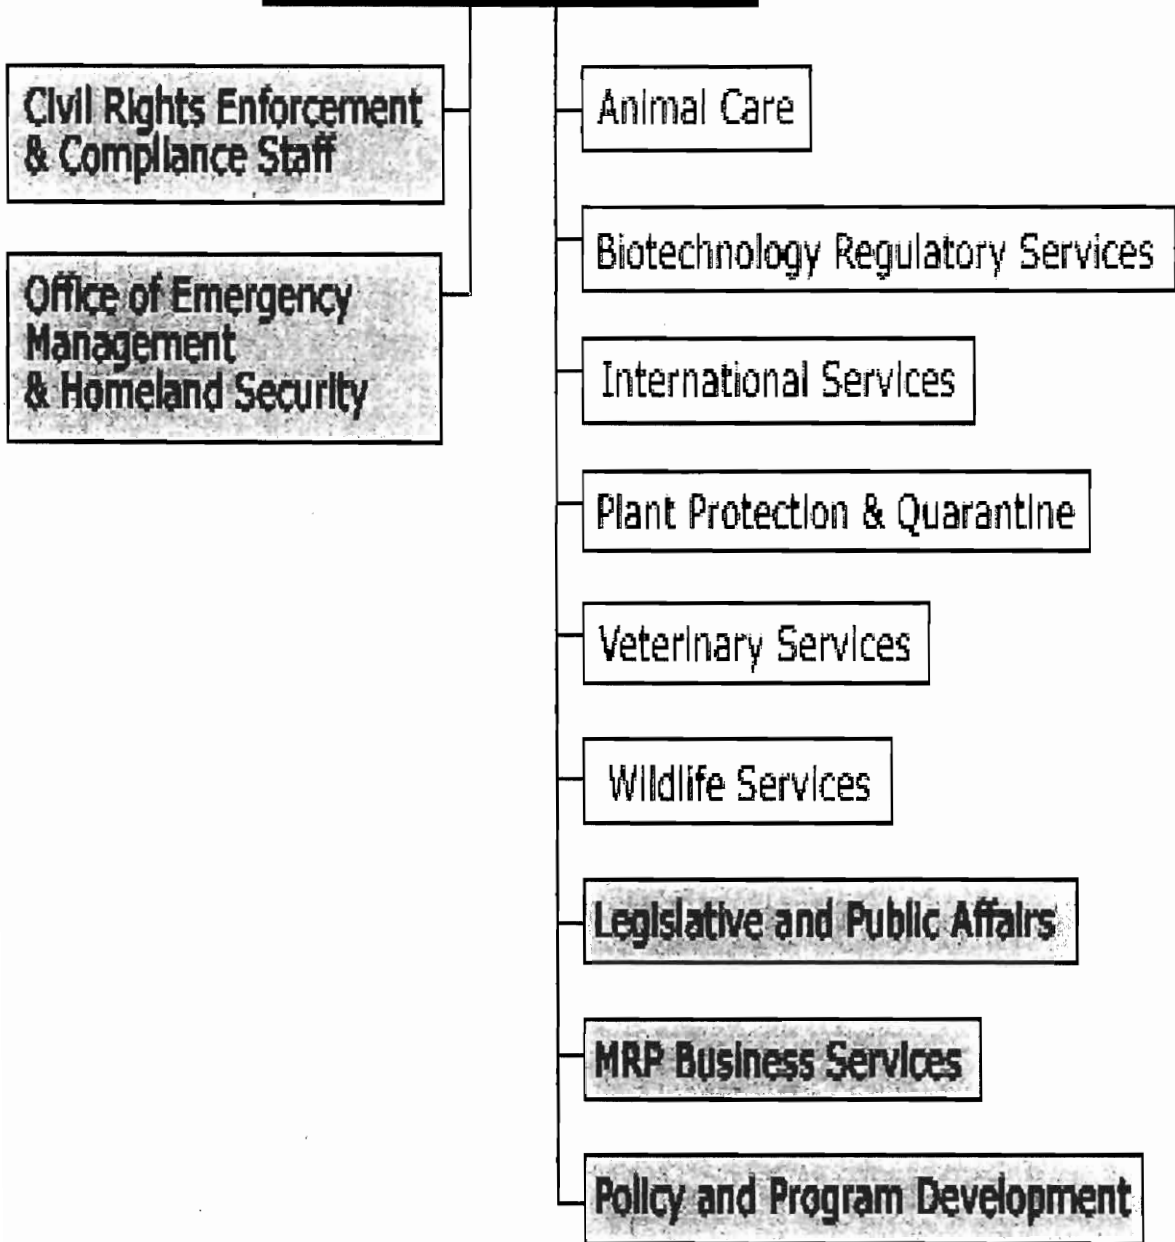 Civil Rights Enforcement
& Compliance Staff
Office of Emergency
Management
& Homeland Security
Animal Care
Biotechnology Regulatory Services
International Services
Plant Protection & Quarantine
Veterinary Services
Wildlife Services
Legislative and Public Affairs
MRP Business Services
Policy and Program Development